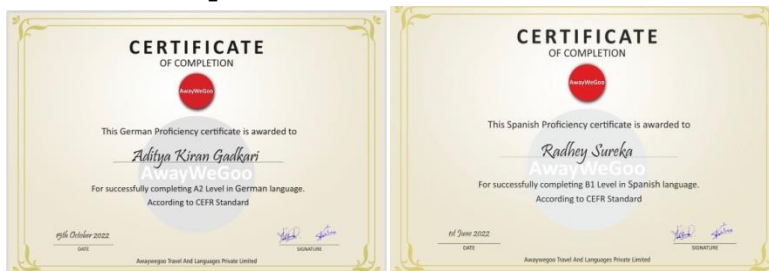 CERTIFICATE
OF COMPLETION
AwayWeGoo
This German Proficiency certificate is awarded to
Aditya Kiran Gadkari
AwayWeGoo
For successfully completing A2 Level in German language.
According to CEFR Standard
15th October 2022
DATE
SIGNATURE
Awaywegoo Travel And Languages Private Limited
CERTIFICATE
OF COMPLETION
AwayWeGoo
This Spanish Proficiency certificate is awarded to
Radhey Sureka
AwayWeGoo
For successfully completing B1 Level in Spanish language.
According to CEFR Standard
June 2022
DATE
SIGNATURE
Awaywegoo Travel And Languages Private Limited